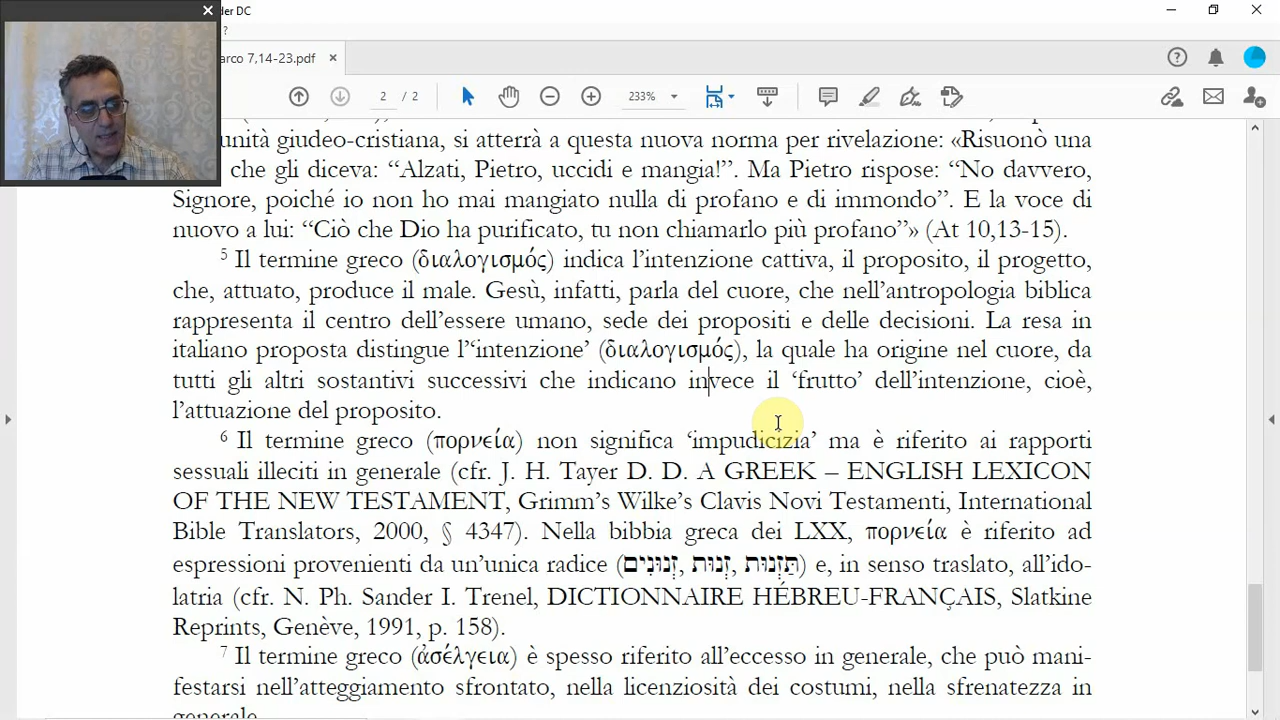 der DC
?
arco 7,14-23.pdf
2 / 2
233%
unità giudeo-cristiana, si atterrà a questa nuova norma per rivelazione: «Risuonò una
che gli diceva: “Alzati, Pietro, uccidi e mangia!”. Ma Pietro rispose: “No davvero,
Signore, poiché io non ho mai mangiato nulla di profano e di immondo”. E la voce di
nuovo a lui: “Ciò che Dio ha purificato, tu non chiamarlo più profano”» (At 10,13-15).
5 Il termine greco (διαλογισμός) indica l’intenzione cattiva, il proposito, il progetto,
che, attuato, produce il male. Gesù, infatti, parla del cuore, che nell’antropologia biblica
rappresenta il centro dell’essere umano, sede dei propositi e delle decisioni. La resa in
italiano proposta distingue l’‘intenzione’ (διαλογισμός), la quale ha origine nel cuore, da
tutti gli altri sostantivi successivi che indicano invece il ‘frutto’ dell’intenzione, cioè,
l’attuazione del proposito.
6 Il termine greco (πορνεία) non significa ‘impudicizia’ ma è riferito ai rapporti
sessuali illeciti in generale (cfr. J. H. Tayer D. D. A GREEK – ENGLISH LEXICON
OF THE NEW TESTAMENT, Grimm’s Wilke’s Clavis Novi Testamenti, International
Bible Translators, 2000, § 4347). Nella bibbia greca dei LXX, πορνεία è riferito ad
espressioni provenienti da un’unica radice (תַּזְנוּת, זְנוּת, זְנוּנִים) e, in senso traslato, all’ido-
latria (cfr. N. Ph. Sander I. Trenel, DICTIONNAIRE HÉBREU-FRANÇAIS, Slatkine
Reprints, Genève, 1991, p. 158).
7 Il termine greco (ἀσέλγεια) è spesso riferito all’eccesso in generale, che può mani-
festarsi nell’atteggiamento sfrontato, nella licenziosità dei costumi, nella sfrenatezza in
generale.